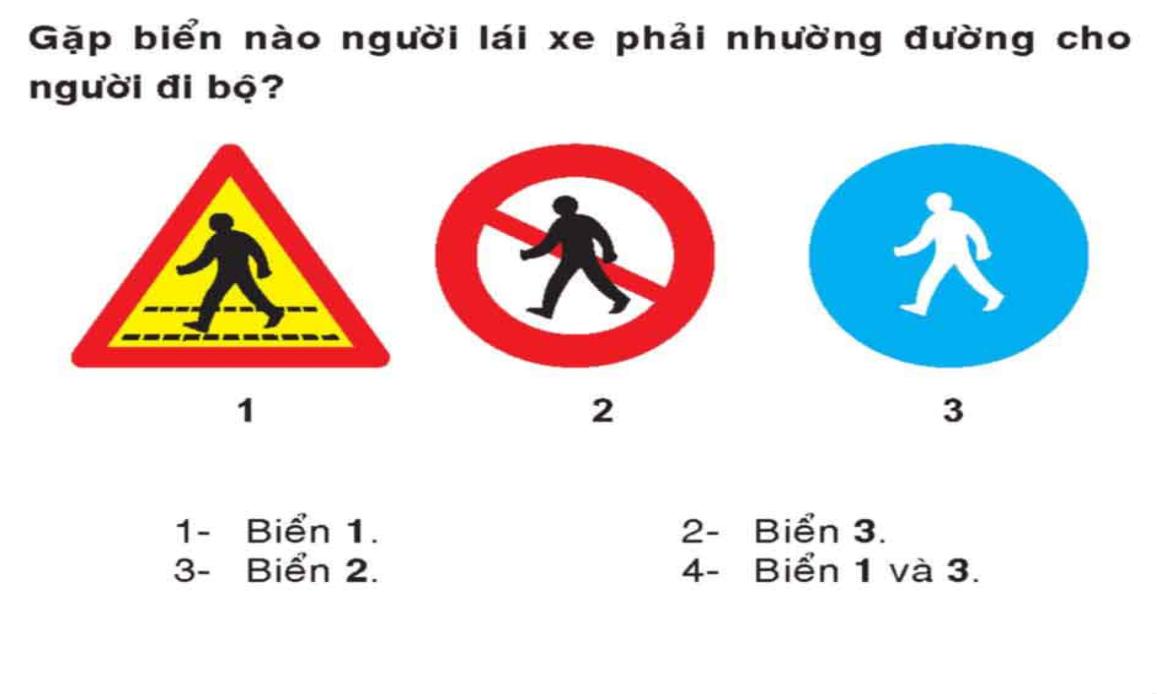 Gặp biển nào người lái xe phải nhường đường cho
người đi bộ?
1 2 3
1- Biển 1. 2- Biển 3.
3- Biển 2. 4- Biển 1 và 3.